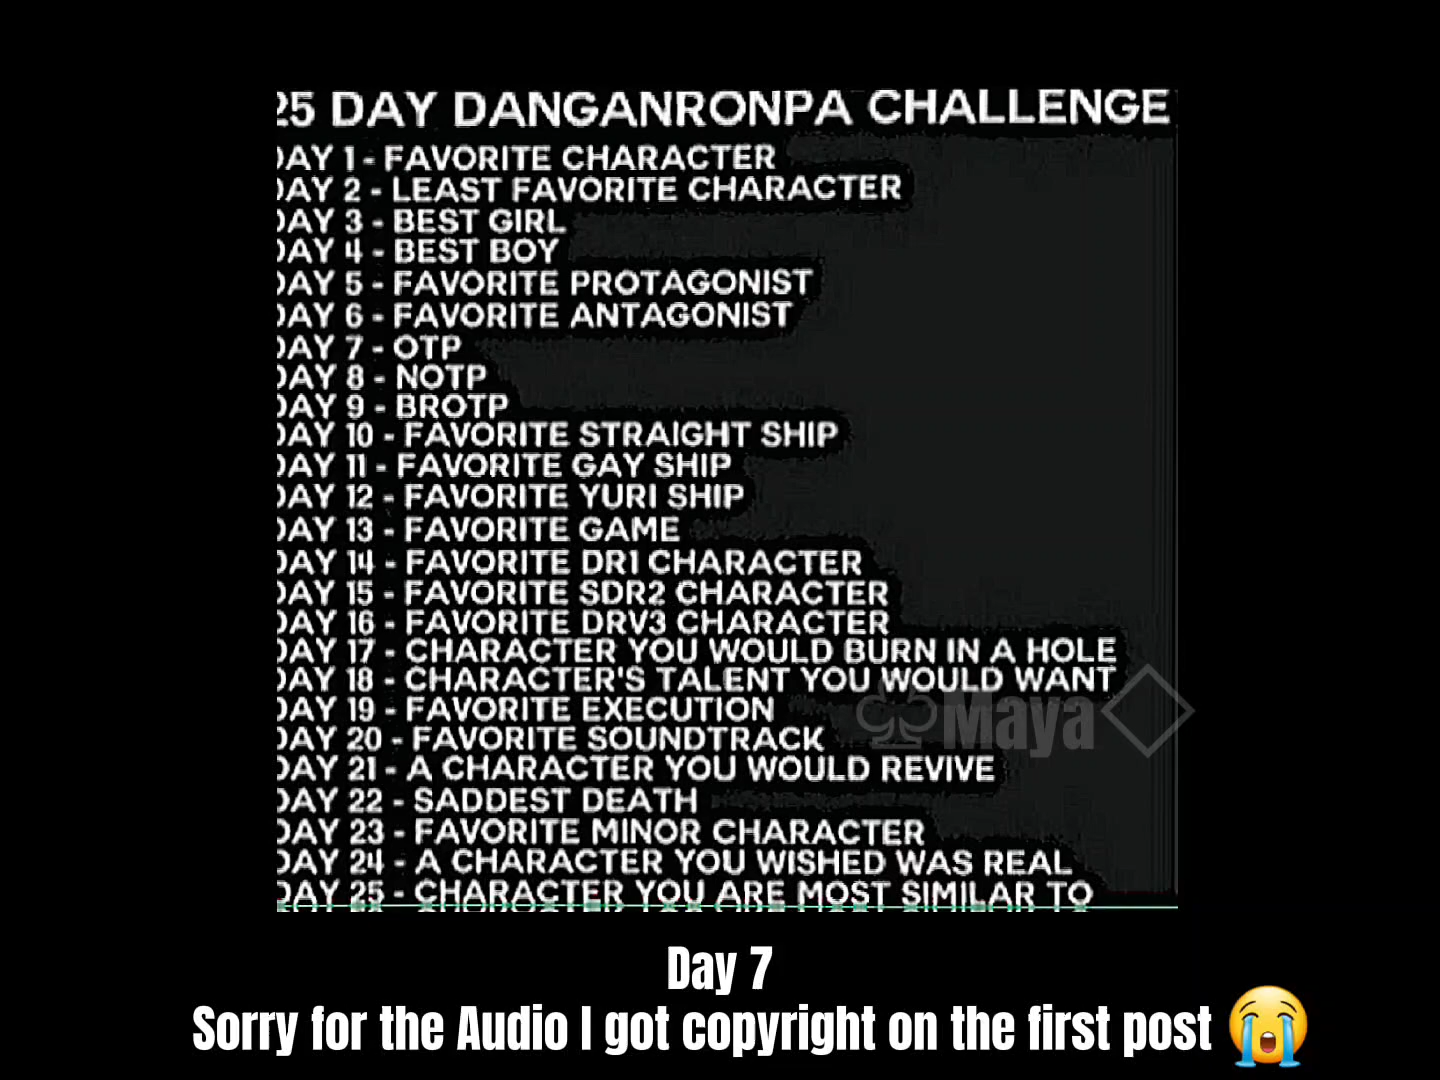 25 DAY DANGANRONPA CHALLENGE
DAY 1 - FAVORITE CHARACTER
DAY 2 - LEAST FAVORITE CHARACTER
DAY 3 - BEST GIRL
DAY 4 - BEST BOY
DAY 5 - FAVORITE PROTAGONIST
DAY 6 - FAVORITE ANTAGONIST
DAY 7 - OTP
DAY 8 - NOTP
DAY 9 - BROTP
DAY 10 - FAVORITE STRAIGHT SHIP
DAY 11 - FAVORITE GAY SHIP
DAY 12 - FAVORITE YURI SHIP
DAY 13 - FAVORITE GAME
DAY 14 - FAVORITE DR1 CHARACTER
DAY 15 - FAVORITE SDR2 CHARACTER
DAY 16 - FAVORITE DRV3 CHARACTER
DAY 17 - CHARACTER YOU WOULD BURN IN A HOLE
DAY 18 - CHARACTER'S TALENT YOU WOULD WANT
DAY 19 - FAVORITE EXECUTION
♧Maya◇
DAY 20 - FAVORITE SOUNDTRACK
DAY 21 - A CHARACTER YOU WOULD REVIVE
DAY 22 - SADDEST DEATH
DAY 23 - FAVORITE MINOR CHARACTER
DAY 24 - A CHARACTER YOU WISHED WAS REAL
DAY 25 - CHARACTER YOU ARE MOST SIMILAR TO
Day 7
Sorry for the Audio I got copyright on the first post 😭